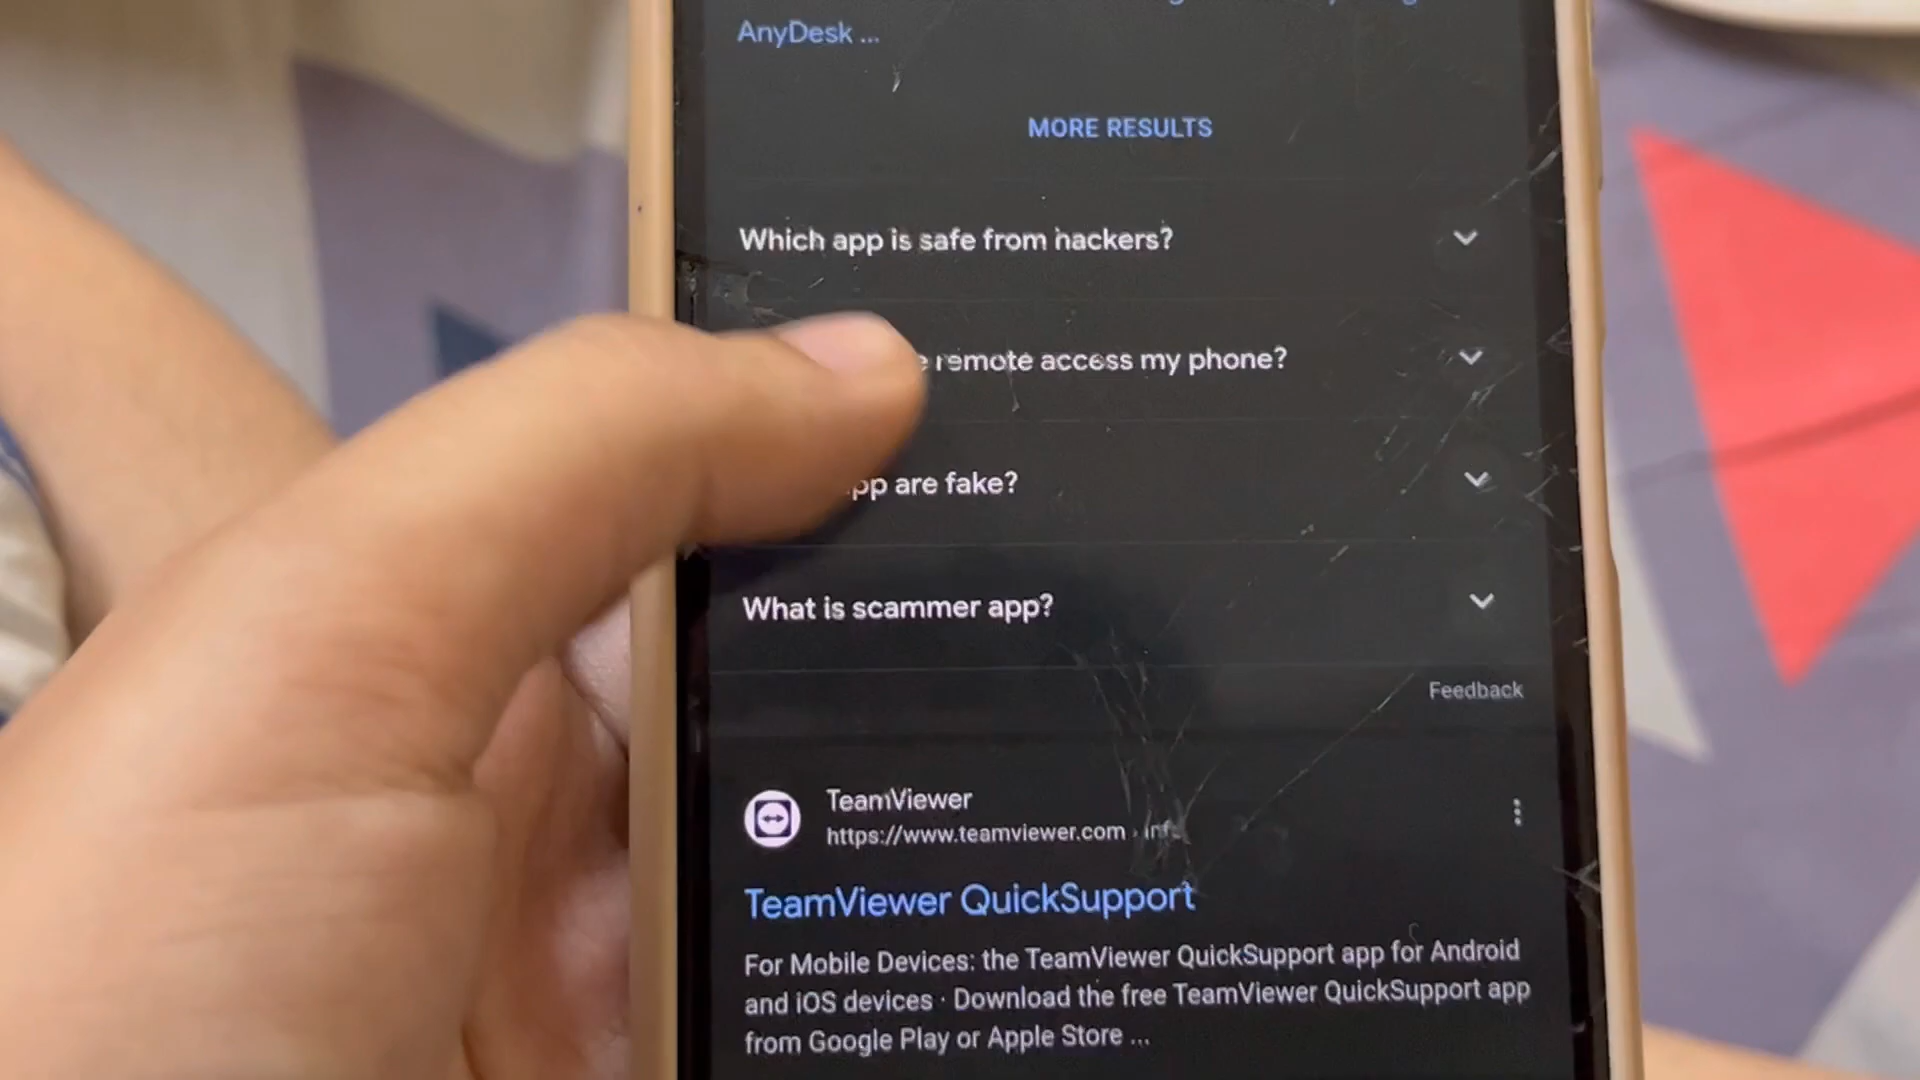 AnyDesk ...
MORE RESULTS
Which app is safe from hackers?
remote access my phone?
are fake?
What is scammer app?
Feedback
TeamViewer
https://www.teamviewer.com ›
TeamViewer QuickSupport
For Mobile Devices: the TeamViewer QuickSupport app for Android
and iOS devices · Download the free TeamViewer QuickSupport app
from Google Play or Apple Store ...